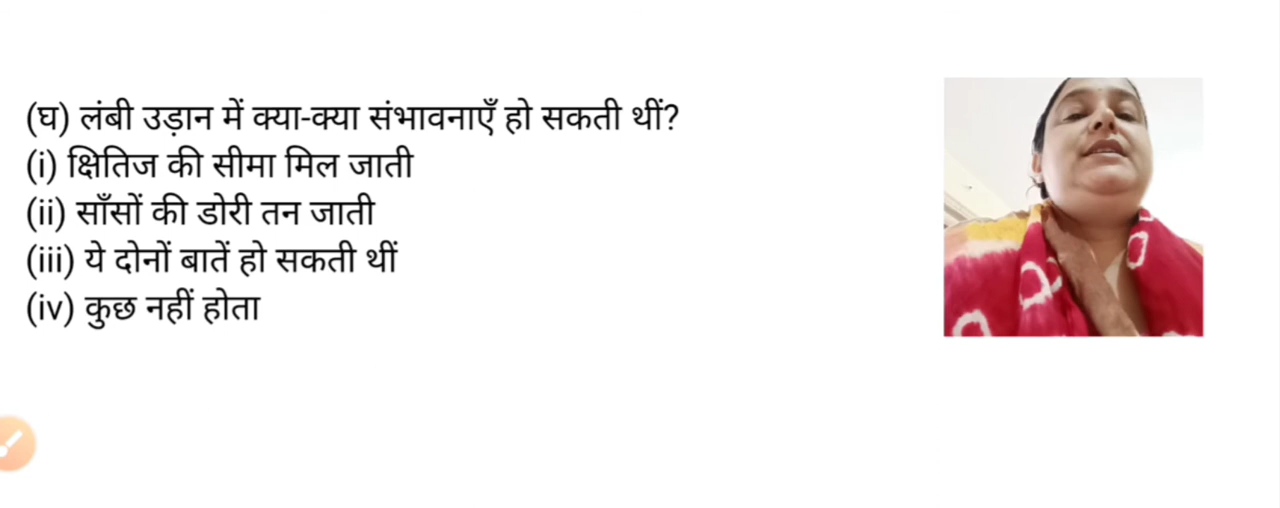 (घ) लंबी उड़ान में क्या-क्या संभावनाएँ हो सकती थीं?
(i) क्षितिज की सीमा मिल जाती
(ii) साँसों की डोरी तन जाती
(iii) ये दोनों बातें हो सकती थीं
(iv) कुछ नहीं होता